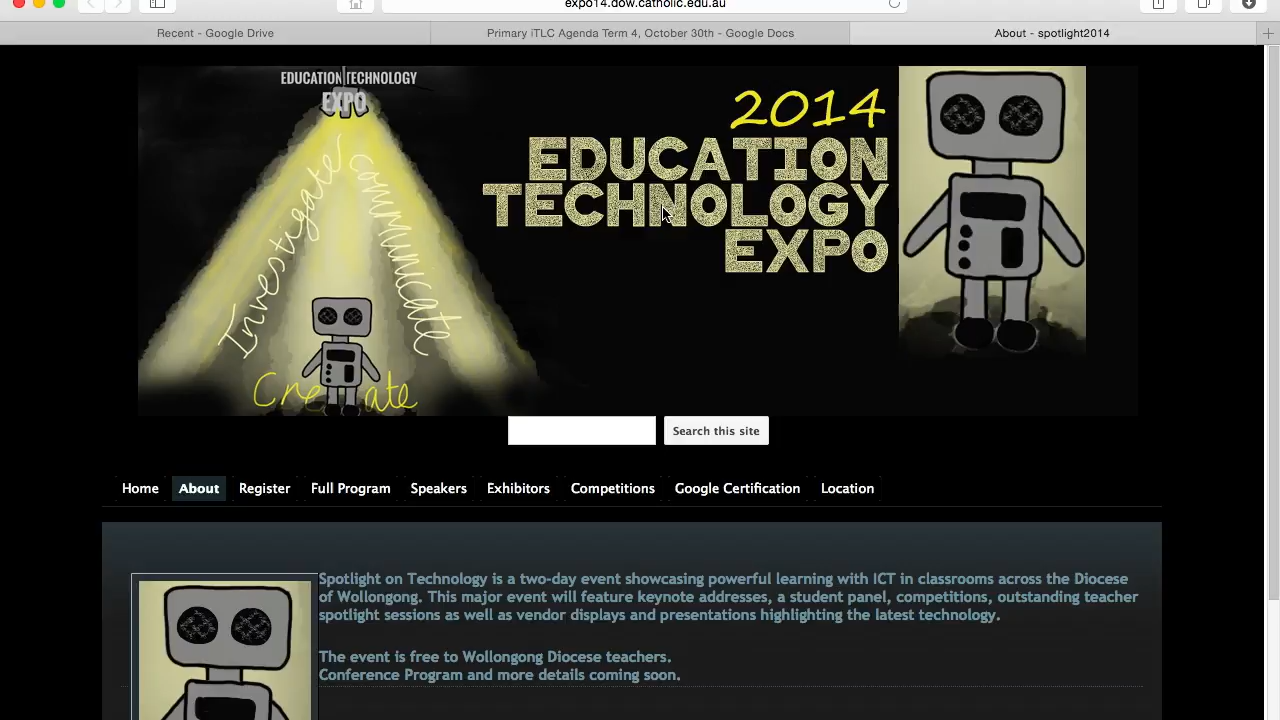 expo14.dow.catholic.edu.au
Recent - Google Drive
Primary iTLC Agenda Term 4, October 30th - Google Docs
About - spotlight2014
EDUCATION TECHNOLOGY
EXPO
Investigate
communicate
Create
2014
EDUCATION
TECHNOLOGY
EXPO
Search this site
Home
About
Register
Full Program
Speakers
Exhibitors
Competitions
Google Certification
Location
Spotlight on Technology is a two-day event showcasing powerful learning with ICT in classrooms across the Diocese
of Wollongong. This major event will feature keynote addresses, a student panel, competitions, outstanding teacher
spotlight sessions as well as vendor displays and presentations highlighting the latest technology.
The event is free to Wollongong Diocese teachers.
Conference Program and more details coming soon.